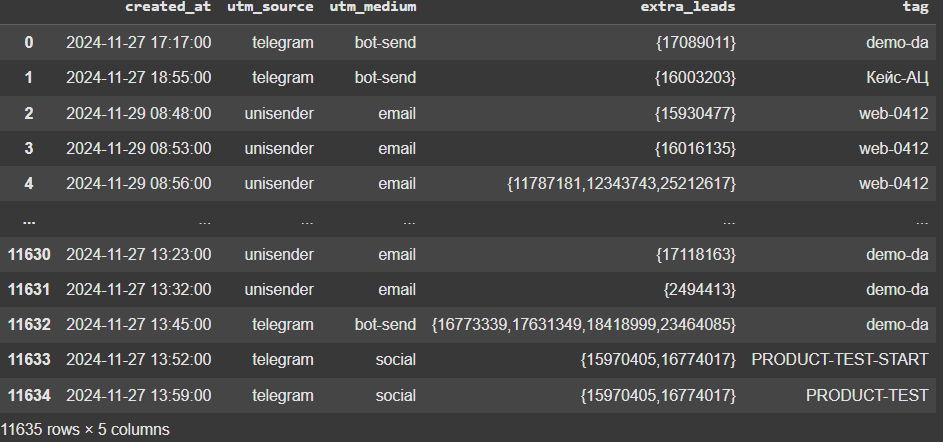 created_at utm_source utm_medium extra_leads tag
0 2024-11-27 17:17:00 telegram bot-send {17089011} demo-da
1 2024-11-27 18:55:00 telegram bot-send {16003203} Кейс-АЦ
2 2024-11-29 08:48:00 unisender email {15930477} web-0412
3 2024-11-29 08:53:00 unisender email {16016135} web-0412
4 2024-11-29 08:56:00 unisender email {11787181,12343743,25212617} web-0412
... ... ... ... ... ...
11630 2024-11-27 13:23:00 unisender email {17118163} demo-da
11631 2024-11-27 13:32:00 unisender email {2494413} demo-da
11632 2024-11-27 13:45:00 telegram bot-send {16773339,17631349,18418999,23464085} demo-da
11633 2024-11-27 13:52:00 telegram social {15970405,16774017} PRODUCT-TEST-START
11634 2024-11-27 13:59:00 telegram social {15970405,16774017} PRODUCT-TEST
11635 rows × 5 columns